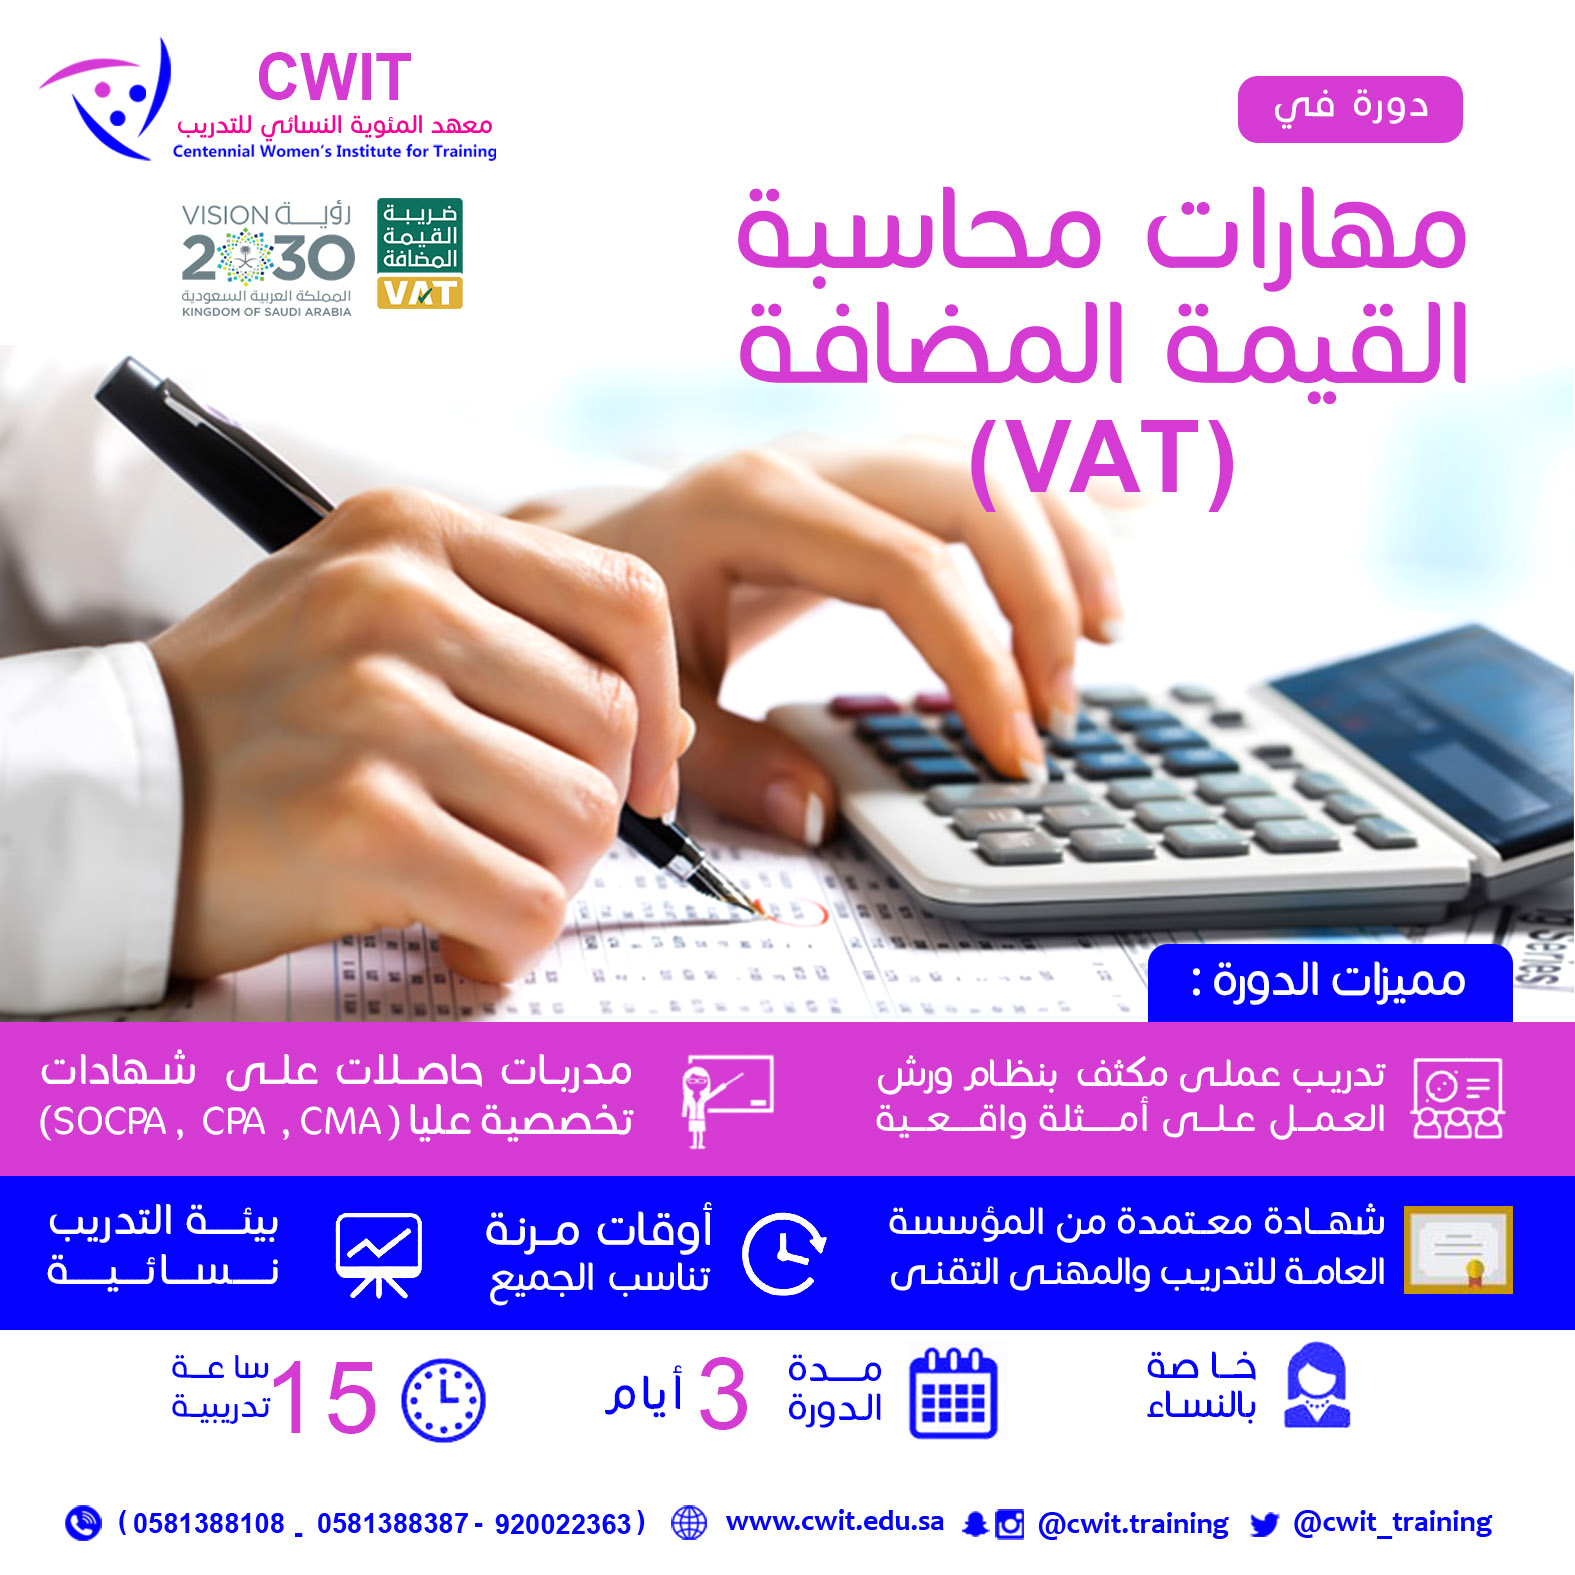 CWIT
معهد المئوية النسائي للتدريب
Centennial Women's Institute for Training
VISION رؤيـــة
2030
المملكة العربية السعودية
KINGDOM OF SAUDI ARABIA
ضريبة
القيمة
المضافة
VAT
دورة في
مهارات محاسبة
القيمة المضافة
(VAT)
مميزات الدورة :
تدريب عملى مكثف بنظام ورش
العمل على أمثلة واقعية
مدربات حاصلات على شهادات
تخصصية عليا (SOCPA , CPA , CMA)
شهادة معتمدة من المؤسسة
العامة للتدريب والمهنى التقنى
أوقات مرنة
تناسب الجميع
بيئة التدريب
نسائية
خاصة
بالنساء
مدة
الدورة
3 أيام
15
ساعة
تدريبية
(0581388108 - 0581388387 - 920022363)
www.cwit.edu.sa
@cwit.training
@cwit_training